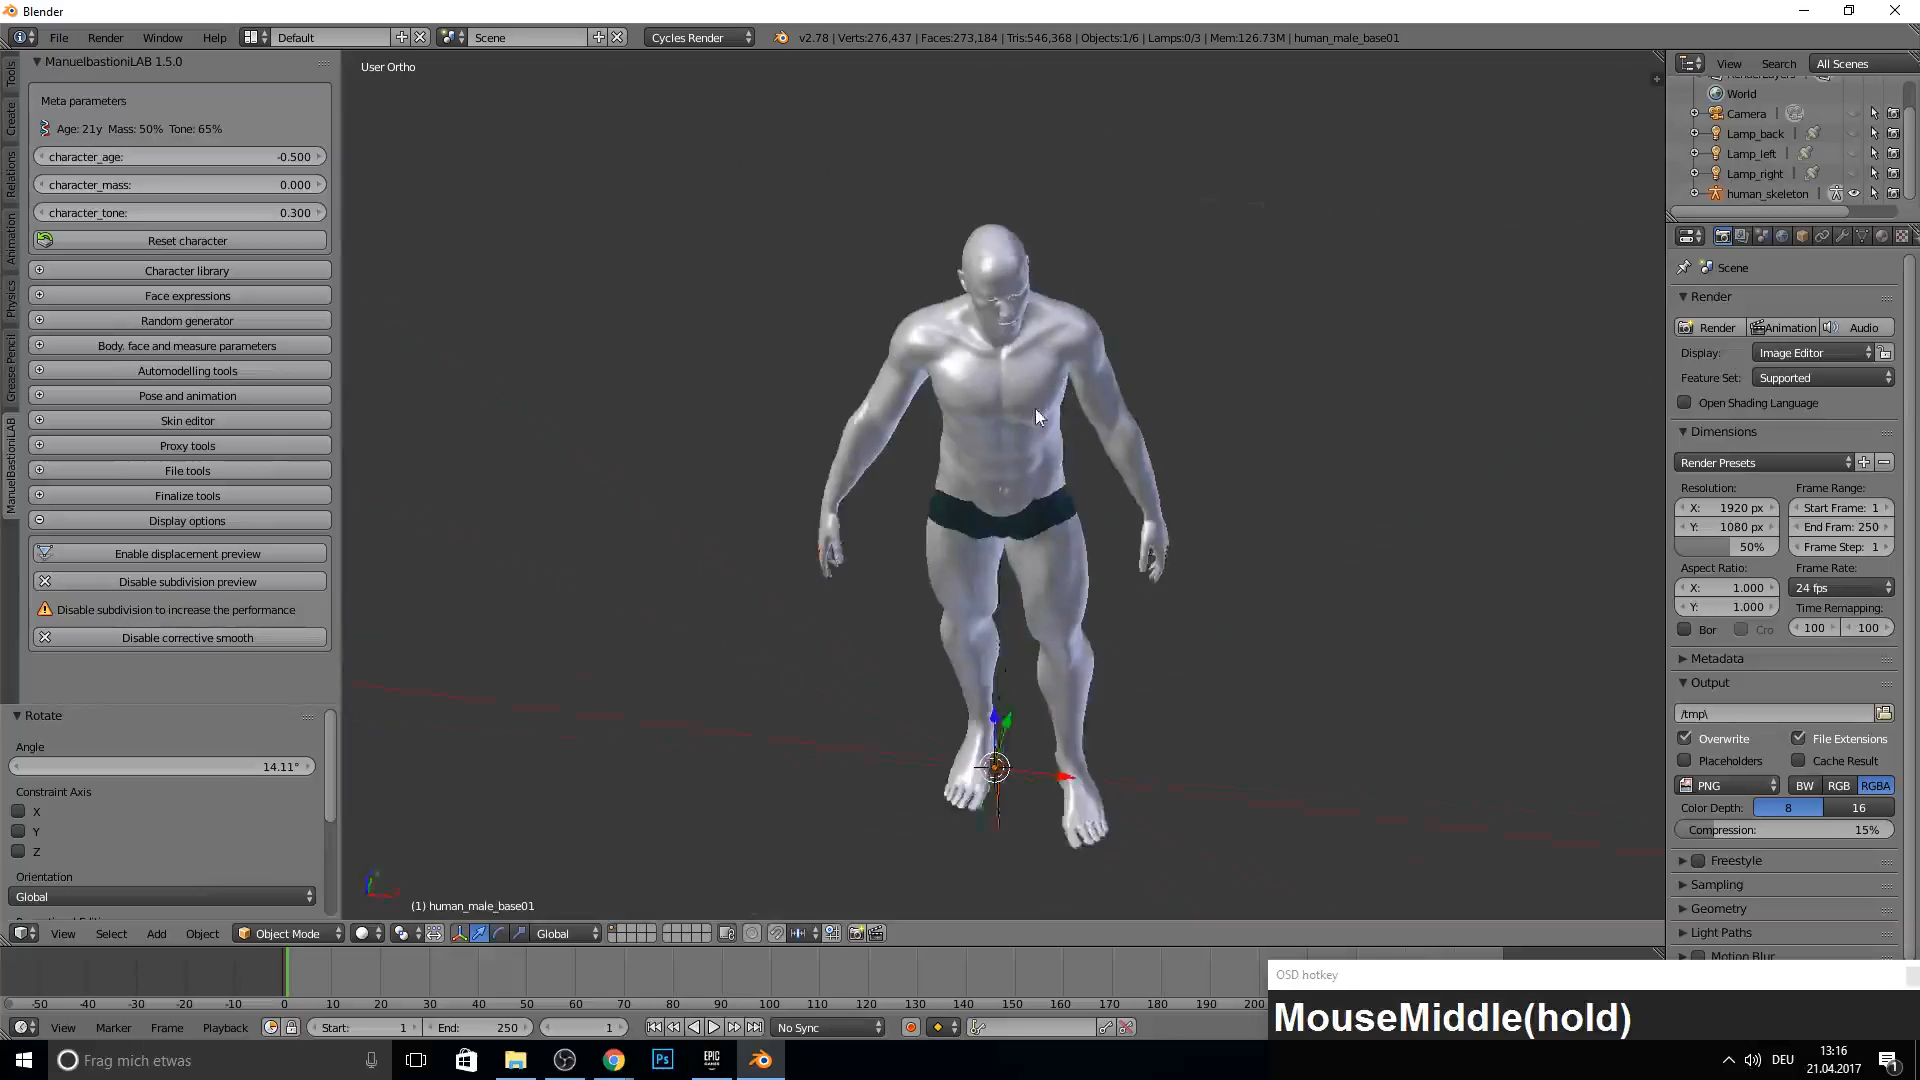 Blender
File Render Window Help Default Scene Cycles Render v2.78 | Verts:276,437 | Faces:273,184 | Tris:546,368 | Objects:1/6 | Lamps:0/3 | Mem:126.73M | human_male_base01
Tools
Create
Relations
Animation
Physics
Grease Pencil
ManuelBastioniLAB
ManuelbastioniLAB 1.5.0
Meta parameters
Age: 21y Mass: 50% Tone: 65%
character_age: -0.500
character_mass: 0.000
character_tone: 0.300
Reset character
Character library
Face expressions
Random generator
Body. face and measure parameters
Automodelling tools
Pose and animation
Skin editor
Proxy tools
File tools
Finalize tools
Display options
Enable displacement preview
Disable subdivision preview
Disable subdivision to increase the performance
Disable corrective smooth
Rotate
Angle
14.11°
Constraint Axis
X
Y
Z
Orientation
Global
User Ortho
(1) human_male_base01
View Select Add Object Object Mode Global
-50 -40 -30 -20 -10 0 10 20 30 40 50 60 70 80 90 100 110 120 130 140 150 160 170 180 190 200
View Marker Frame Playback Start: 1 End: 250 1 No Sync
View Search All Scenes
World
Camera
Lamp_back
Lamp_left
Lamp_right
human_skeleton
Scene
Render
Render Animation Audio
Display: Image Editor
Feature Set: Supported
Open Shading Language
Dimensions
Render Presets
Resolution: Frame Range:
X: 1920 px Start Frame: 1
Y: 1080 px End Fram: 250
50% Frame Step: 1
Aspect Ratio: Frame Rate:
X: 1.000 24 fps
Y: 1.000 Time Remapping:
Bor Cro 100 100
Metadata
Output
/tmp\
Overwrite File Extensions
Placeholders Cache Result
PNG BW RGB RGBA
Color Depth: 8 16
Compression: 15%
Freestyle
Sampling
Geometry
Light Paths
Motion Blur
OSD hotkey
MouseMiddle(hold)
Frag mich etwas
Ps
EPIC GAMES
DEU
13:16
21.04.2017
1